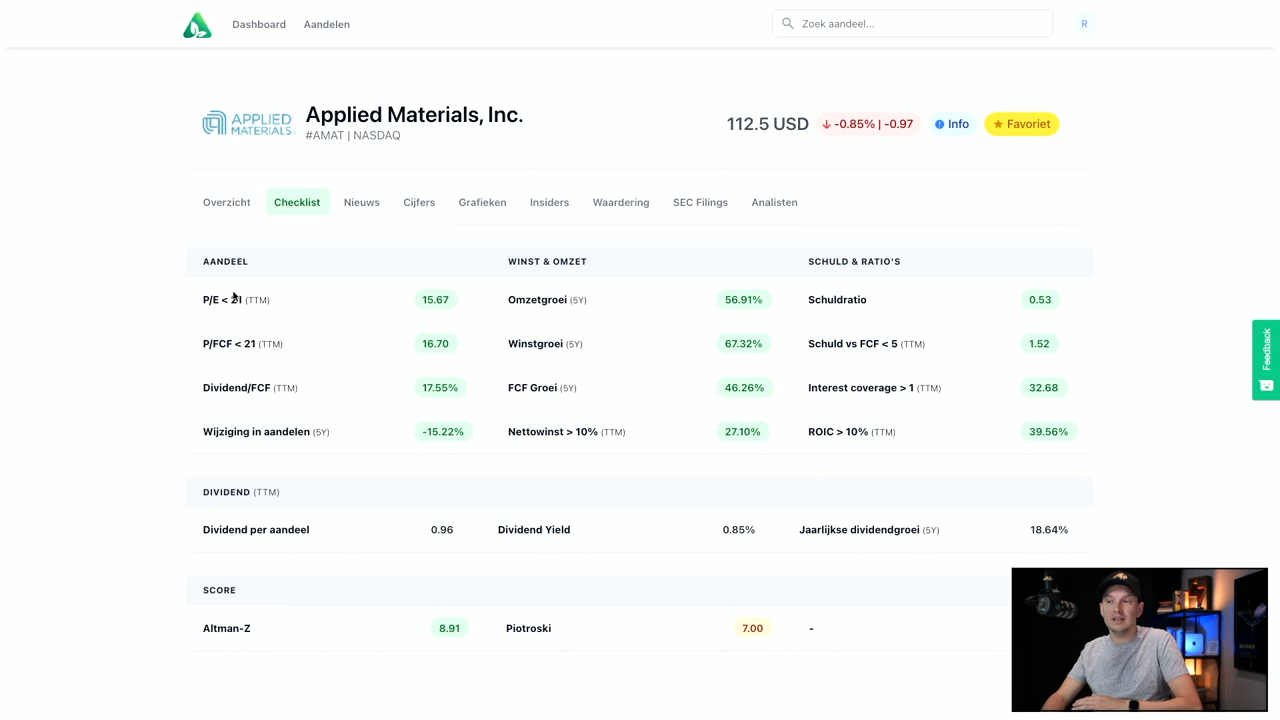 Dashboard Aandelen Zoek aandeel... R
APPLIED MATERIALS
Applied Materials, Inc.
#AMAT | NASDAQ
112.5 USD -0.85% | -0.97 Info Favoriet
Overzicht Checklist Nieuws Cijfers Grafieken Insiders Waardering SEC Filings Analisten
AANDEEL WINST & OMZET SCHULD & RATIO'S
P/E < 21 (TTM) 15.67 Omzetgroei (5Y) 56.91% Schuldratio 0.53
P/FCF < 21 (TTM) 16.70 Winstgroei (5Y) 67.32% Schuld vs FCF < 5 (TTM) 1.52
Dividend/FCF (TTM) 17.55% FCF Groei (5Y) 46.26% Interest coverage > 1 (TTM) 32.68
Wijziging in aandelen (5Y) -15.22% Nettowinst > 10% (TTM) 27.10% ROIC > 10% (TTM) 39.56%
DIVIDEND (TTM)
Dividend per aandeel 0.96 Dividend Yield 0.85% Jaarlijkse dividendgroei (5Y) 18.64%
SCORE
Altman-Z 8.91 Piotroski 7.00 -
Feedback